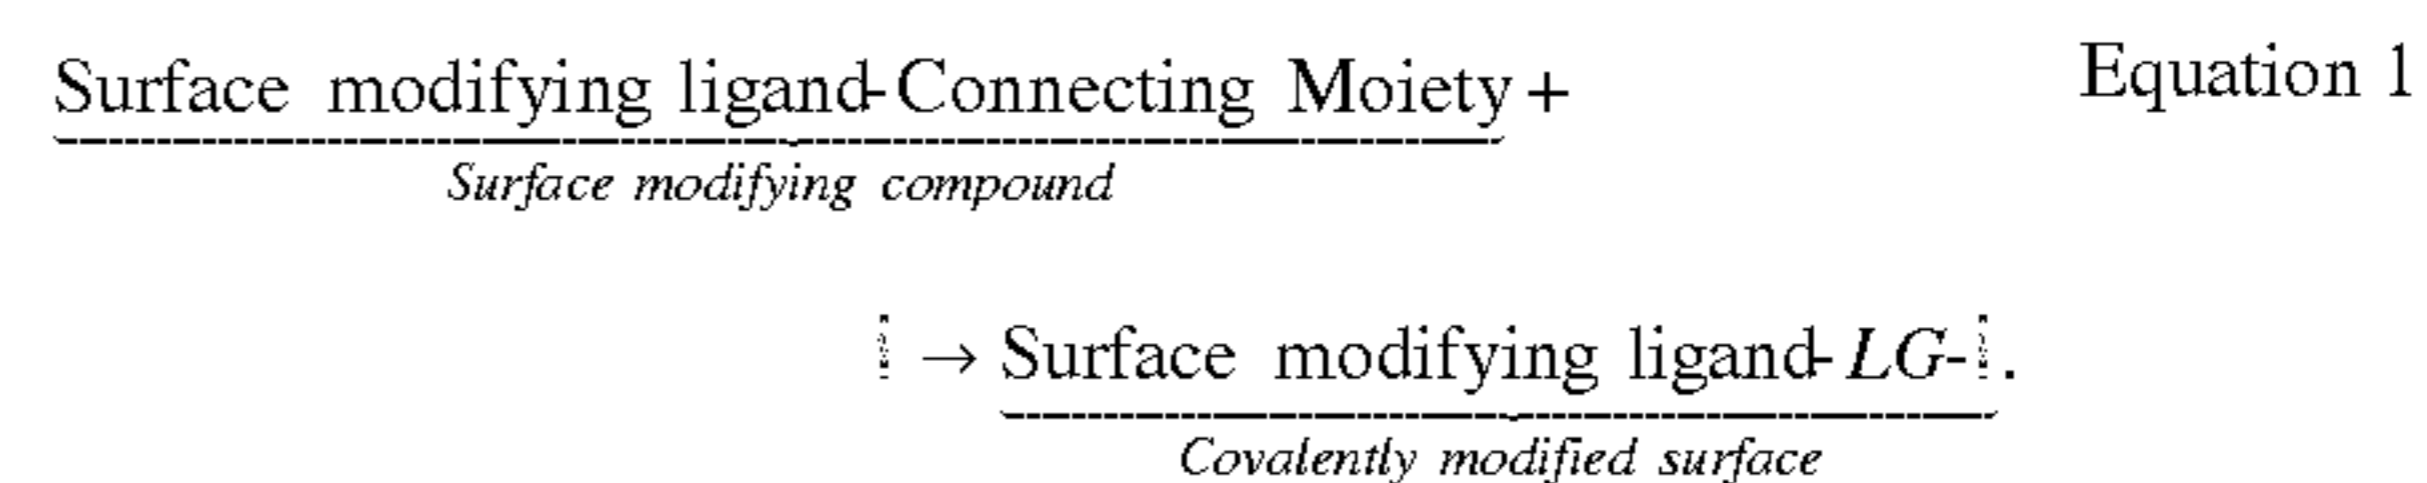 Surface modifying ligand-Connecting Moiety + Equation 1
Surface modifying compound
⁞ → Surface modifying ligand-LG-⁞.
Covalently modified surface